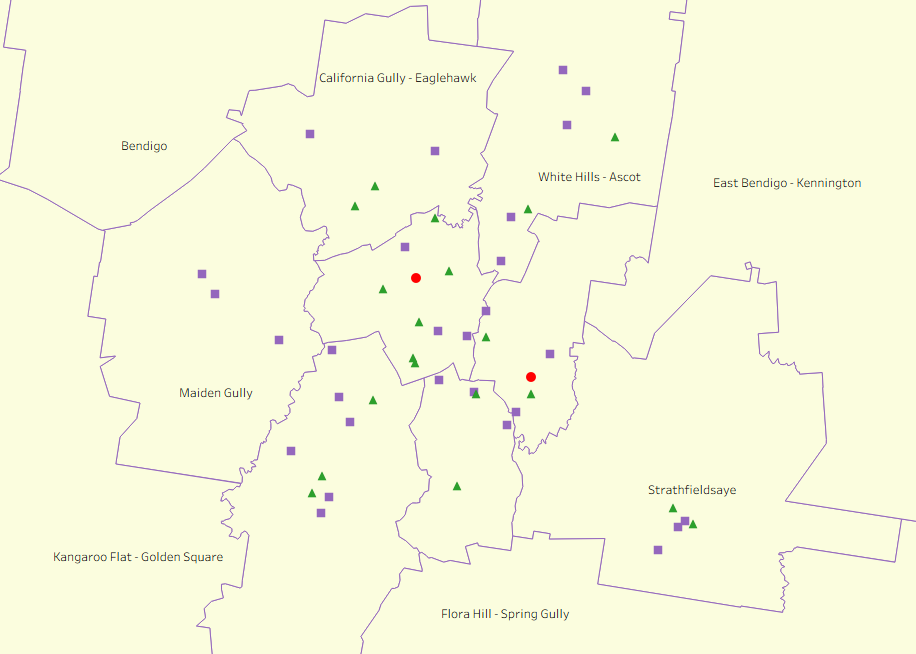 California Gully - Eaglehawk
Bendigo
White Hills - Ascot
East Bendigo - Kennington
Maiden Gully
Strathfieldsaye
Kangaroo Flat - Golden Square
Flora Hill - Spring Gully